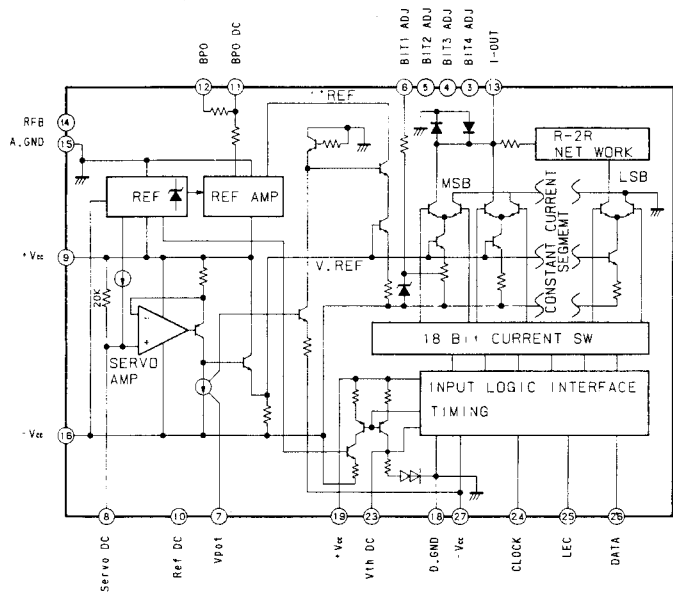 BPO
BPO DC
BIT1 ADJ
BIT2 ADJ
BIT3 ADJ
BIT4 ADJ
I-OUT
12
11
6
5
4
3
13
RFB
14
A.GND
15
REF
R-2R
NET WORK
REF
REF AMP
MSB
LSB
CONSTANT CURRENT
SEGMEMT
+Vcc
9
V.REF
20K
-
+
SERVO
AMP
18 Bit CURRENT SW
INPUT LOGIC INTERFACE
TIMING
-Vcc
16
8
10
7
19
23
18
27
24
25
26
Servo DC
Ref DC
Vpot
+Vcc
Vth DC
D.GND
-Vcc
CLOCK
LEC
DATA